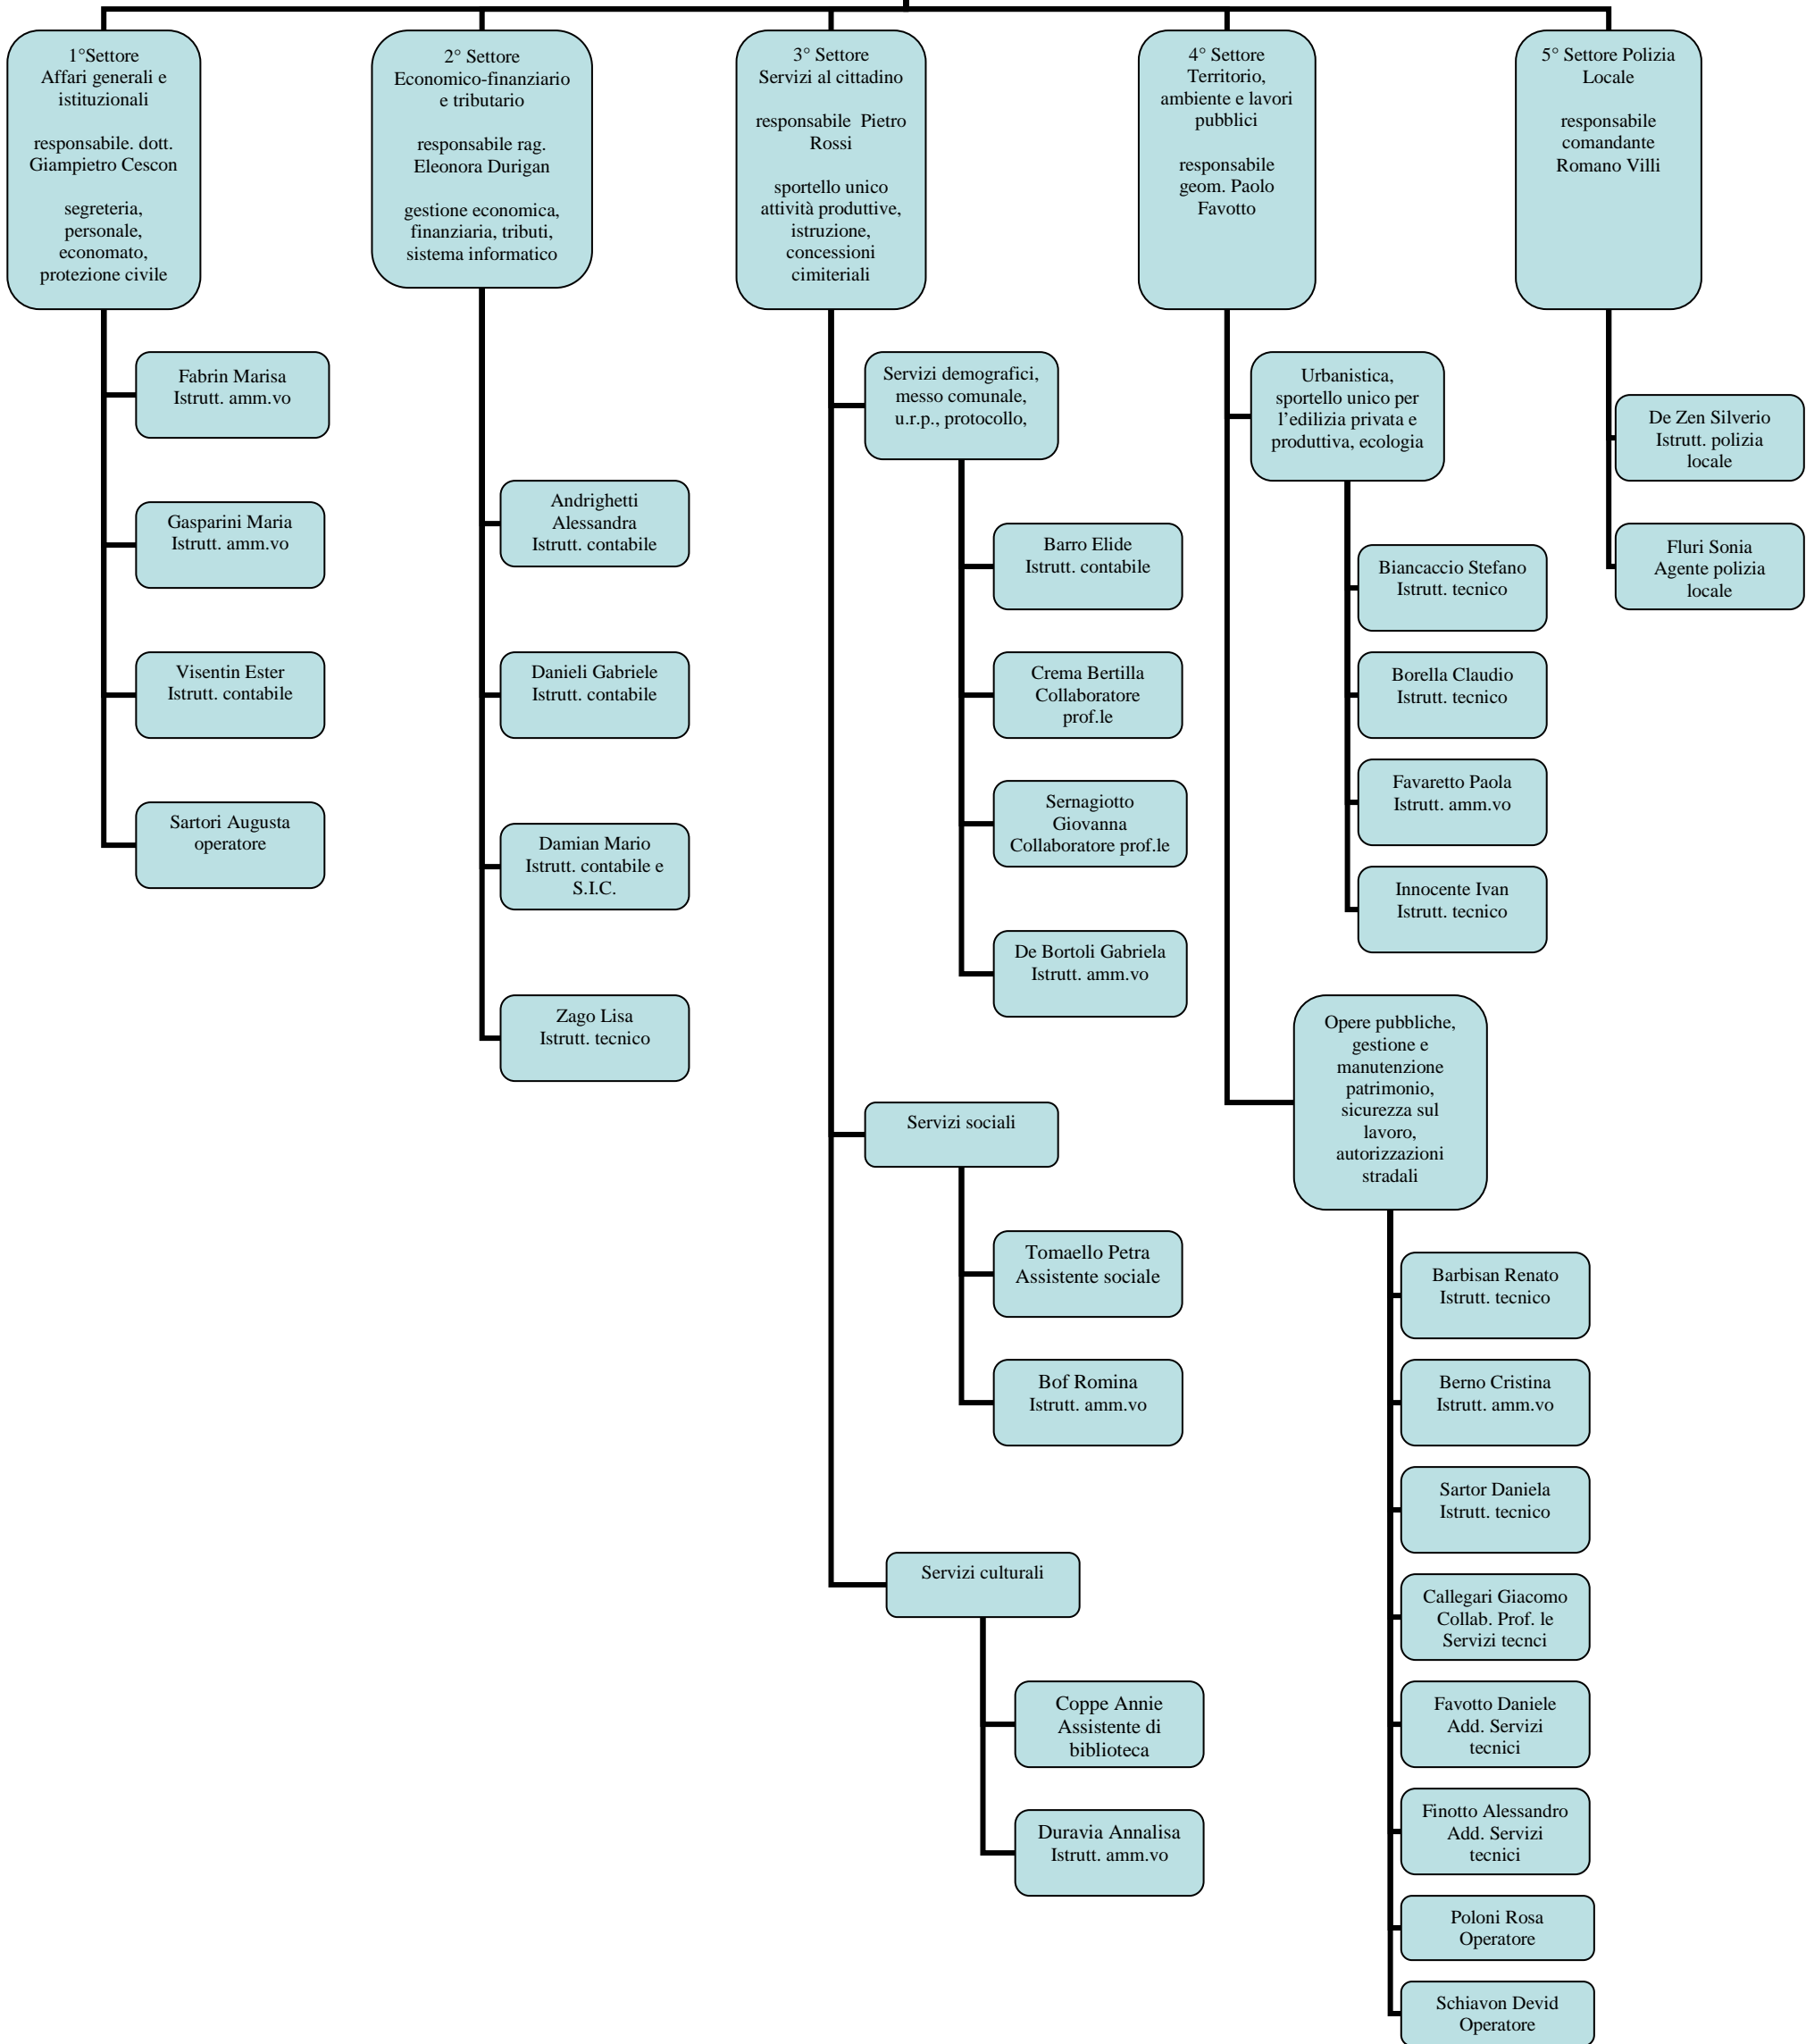 1°Settore
Affari generali e
istituzionali
responsabile. dott.
Giampietro Cescon
segreteria,
personale,
economato,
protezione civile
Fabrin Marisa
Istrutt. amm.vo
Gasparini Maria
Istrutt. amm.vo
Visentin Ester
Istrutt. contabile
Sartori Augusta
operatore
2° Settore
Economico-finanziario
e tributario
responsabile rag.
Eleonora Durigan
gestione economica,
finanziaria, tributi,
sistema informatico
Andrighetti
Alessandra
Istrutt. contabile
Danieli Gabriele
Istrutt. contabile
Damian Mario
Istrutt. contabile e
S.I.C.
Zago Lisa
Istrutt. tecnico
3° Settore
Servizi al cittadino
responsabile Pietro
Rossi
sportello unico
attività produttive,
istruzione,
concessioni
cimiteriali
Servizi demografici,
messo comunale,
u.r.p., protocollo,
Barro Elide
Istrutt. contabile
Crema Bertilla
Collaboratore
prof.le
Sernagiotto
Giovanna
Collaboratore prof.le
De Bortoli Gabriela
Istrutt. amm.vo
Servizi sociali
Tomaello Petra
Assistente sociale
Bof Romina
Istrutt. amm.vo
Servizi culturali
Coppe Annie
Assistente di
biblioteca
Duravia Annalisa
Istrutt. amm.vo
4° Settore
Territorio,
ambiente e lavori
pubblici
responsabile
geom. Paolo
Favotto
Urbanistica,
sportello unico per
l'edilizia privata e
produttiva, ecologia
Biancaccio Stefano
Istrutt. tecnico
Borella Claudio
Istrutt. tecnico
Favaretto Paola
Istrutt. amm.vo
Innocente Ivan
Istrutt. tecnico
Opere pubbliche,
gestione e
manutenzione
patrimonio,
sicurezza sul
lavoro,
autorizzazioni
stradali
Barbisan Renato
Istrutt. tecnico
Berno Cristina
Istrutt. amm.vo
Sartor Daniela
Istrutt. tecnico
Callegari Giacomo
Collab. Prof. le
Servizi tecnci
Favotto Daniele
Add. Servizi
tecnici
Finotto Alessandro
Add. Servizi
tecnici
Poloni Rosa
Operatore
Schiavon Devid
Operatore
5° Settore Polizia
Locale
responsabile
comandante
Romano Villi
De Zen Silverio
Istrutt. polizia
locale
Fluri Sonia
Agente polizia
locale